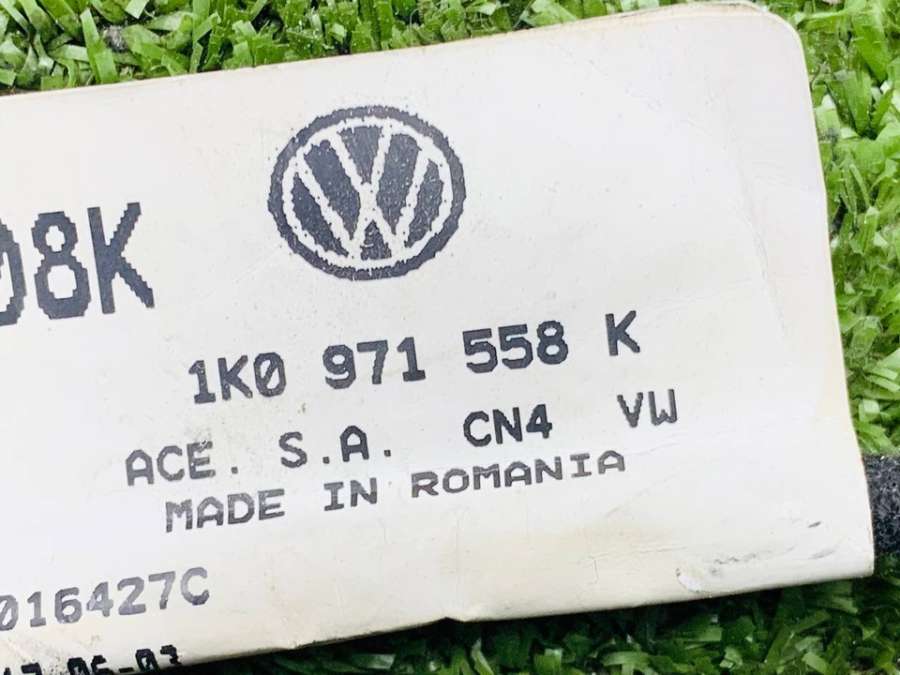 08K
1K0 971 558 K
ACE. S.A. CN4 VW
MADE IN ROMANIA
016427C